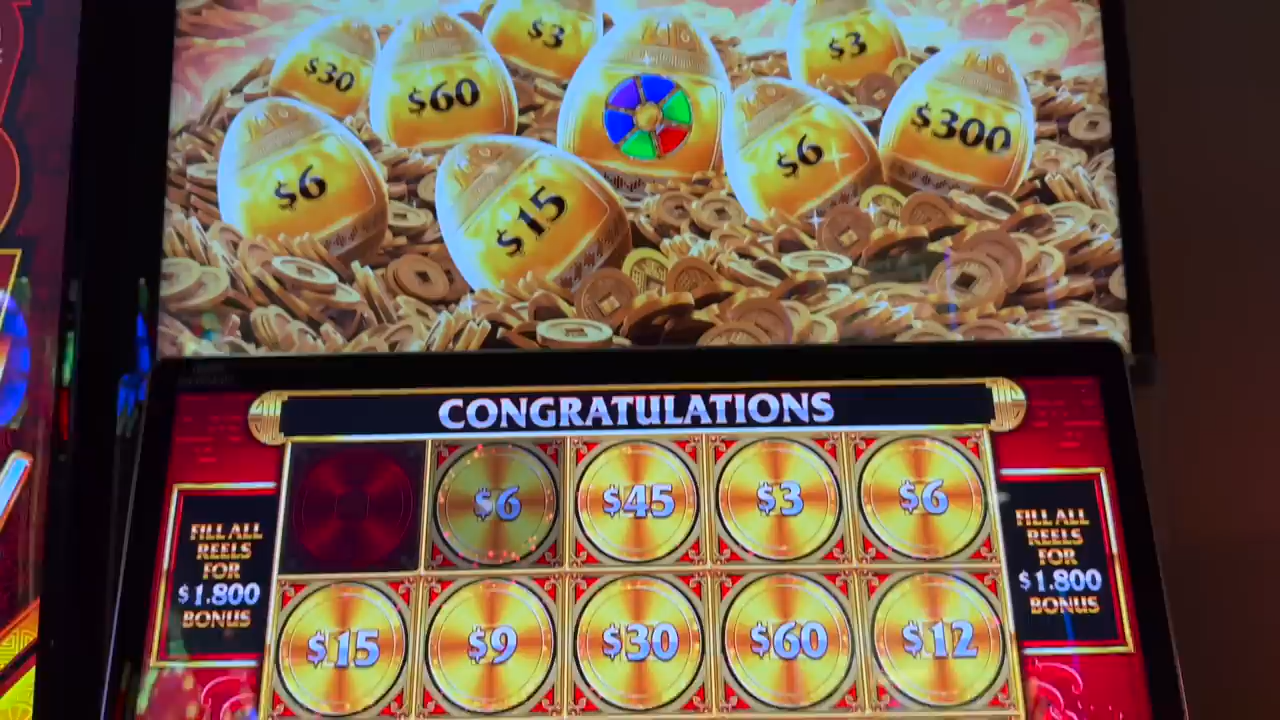 $3
$3
$30
$60
$300
$6
$6
$15
CONGRATULATIONS
$6
$45
$3
$6
FILL ALL
REELS
FOR
$1,800
BONUS
FILL ALL
REELS
FOR
$1,800
BONUS
$15
$9
$30
$60
$12